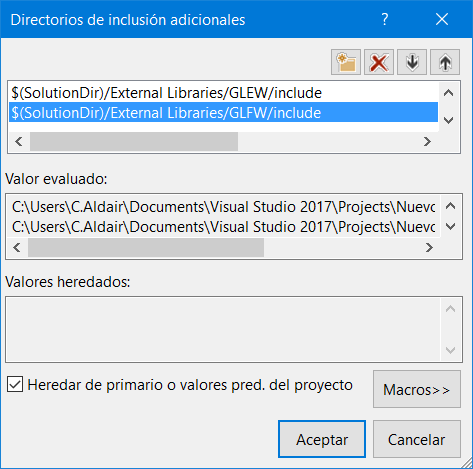 Directorios de inclusión adicionales
$(SolutionDir)/External Libraries/GLEW/include
$(SolutionDir)/External Libraries/GLFW/include
Valor evaluado:
C:\Users\C.Aldair\Documents\Visual Studio 2017\Projects\Nuevo
C:\Users\C.Aldair\Documents\Visual Studio 2017\Projects\Nuevo
Valores heredados:
Heredar de primario o valores pred. del proyecto
Macros>>
Aceptar
Cancelar